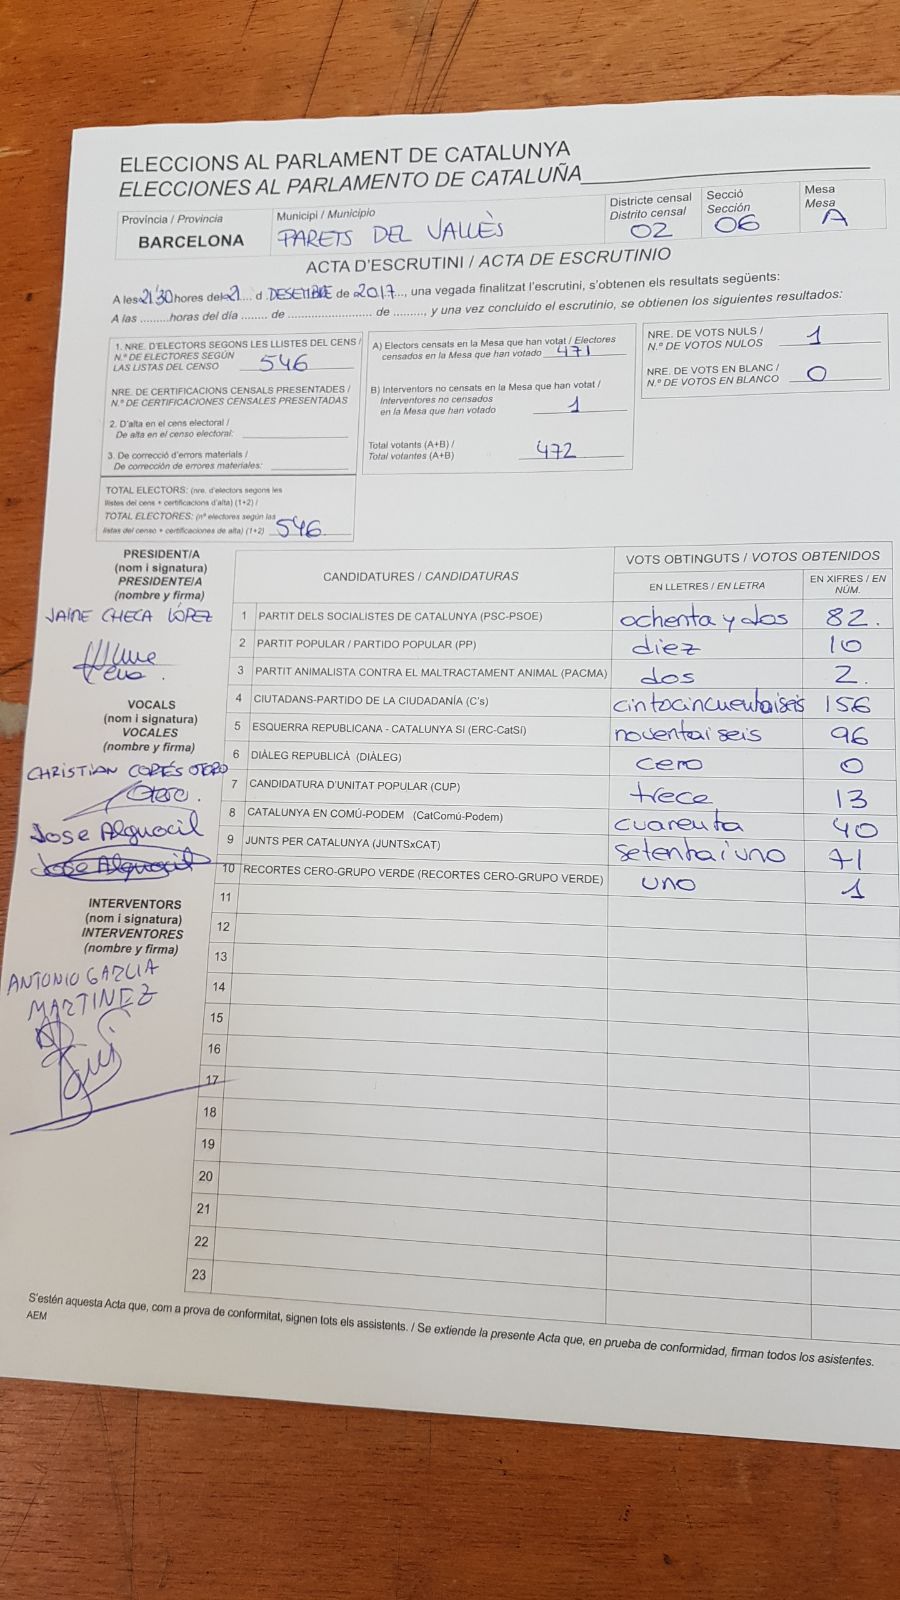 ELECCIONS AL PARLAMENT DE CATALUNYA
ELECCIONES AL PARLAMENTO DE CATALUÑA
Provincia / Provincia
BARCELONA
Municipi / Municipio
PARETS DEL VALLÈS
Districte censal
Distrito censal
02
Secció
Sección
06
Mesa
Mesa
A
ACTA D'ESCRUTINI / ACTA DE ESCRUTINIO
A les 21'30 hores del 21 d DESEMBRE de 2017, una vegada finalitzat l'escrutini, s'obtenen els resultats següents:
A las .........horas del día ........ de ......................... de ........., y una vez concluido el escrutinio, se obtienen los siguientes resultados:
1. NRE. D'ELECTORS SEGONS LES LLISTES DEL CENS /
N.º DE ELECTORES SEGÚN
LAS LISTAS DEL CENSO 546
NRE. DE CERTIFICACIONS CENSALS PRESENTADES /
N.º DE CERTIFICACIONES CENSALES PRESENTADAS
2. D'alta en el cens electoral /
De alta en el censo electoral:
3. De correcció d'errors materials /
De corrección de errores materiales:
TOTAL ELECTORS: (nre. d'electors segons les
llistes del cens + certificacions d'alta) (1+2) /
TOTAL ELECTORES: (nº electores según las
listas del censo + certificaciones de alta) (1+2) 546
A) Electors censats en la Mesa que han votat / Electores
censados en la Mesa que han votado 471
B) Interventors no censats en la Mesa que han votat /
Interventores no censados
en la Mesa que han votado 1
Total votants (A+B) /
Total votantes (A+B) 472
NRE. DE VOTS NULS /
N.º DE VOTOS NULOS 1
NRE. DE VOTS EN BLANC /
N.º DE VOTOS EN BLANCO 0
PRESIDENT/A
(nom i signatura)
PRESIDENTE/A
(nombre y firma)
JAIME CHECA LÓPEZ
VOCALS
(nom i signatura)
VOCALES
(nombre y firma)
CHRISTIAN CORTÉS OTERO
Otero.
Jose Alguacil
Jose Alguacil
INTERVENTORS
(nom i signatura)
INTERVENTORES
(nombre y firma)
ANTONIO GARCIA
MARTINEZ
CANDIDATURES / CANDIDATURAS
VOTS OBTINGUTS / VOTOS OBTENIDOS
EN LLETRES / EN LETRA
EN XIFRES / EN NÚM.
1 PARTIT DELS SOCIALISTES DE CATALUNYA (PSC-PSOE) ochenta y dos 82.
2 PARTIT POPULAR / PARTIDO POPULAR (PP) diez 10
3 PARTIT ANIMALISTA CONTRA EL MALTRACTAMENT ANIMAL (PACMA) dos 2.
4 CIUTADANS-PARTIDO DE LA CIUDADANÍA (C's) cintocincuentaiseis 156
5 ESQUERRA REPUBLICANA - CATALUNYA SI (ERC-CatSí) noventaiseis 96
6 DIÀLEG REPUBLICÀ (DIÀLEG) cero 0
7 CANDIDATURA D'UNITAT POPULAR (CUP) trece 13
8 CATALUNYA EN COMÚ-PODEM (CatComú-Podem) cuarenta 40
9 JUNTS PER CATALUNYA (JUNTSxCAT) setentaiuno 71
10 RECORTES CERO-GRUPO VERDE (RECORTES CERO-GRUPO VERDE) uno 1
11
12
13
14
15
16
17
18
19
20
21
22
23
S'estén aquesta Acta que, com a prova de conformitat, signen tots els assistents. / Se extiende la presente Acta que, en prueba de conformidad, firman todos los asistentes.
AEM